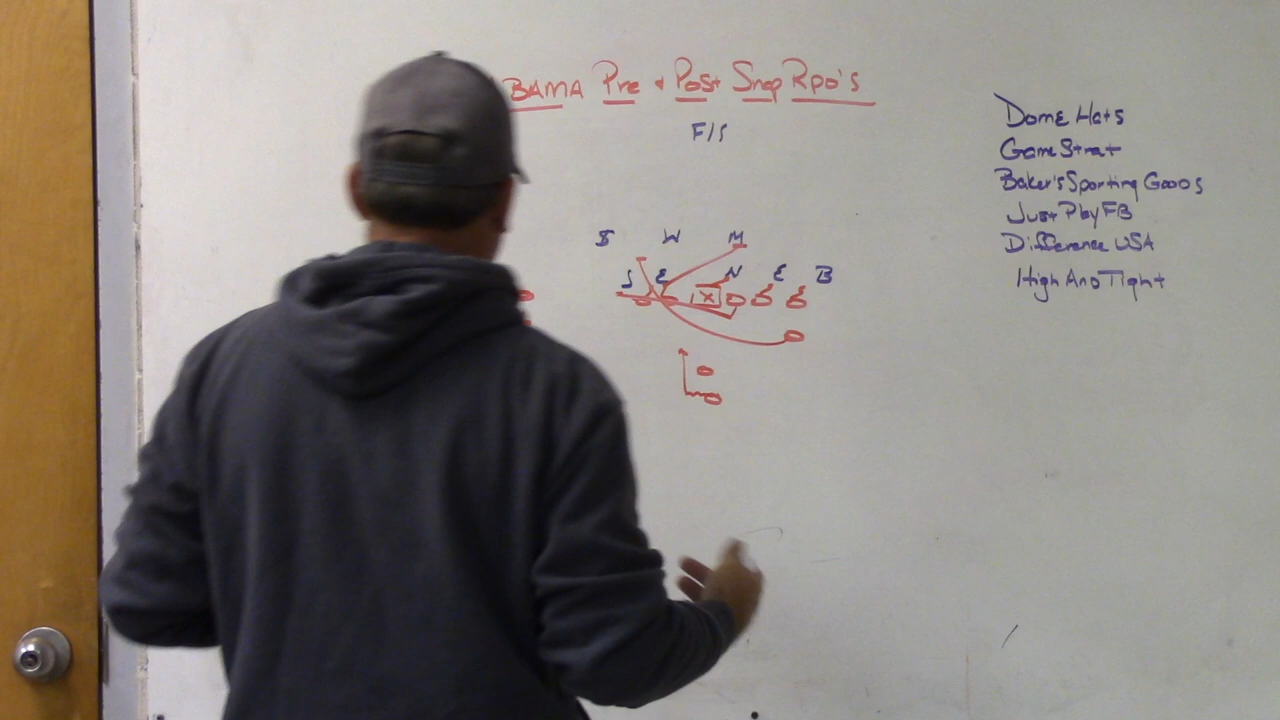 BAMA Pre + Post Snap Rpo's
F/S
$ W M
S E N E B
X
Dome Hats
Game Strat
Baker's Sporting Goods
Just Play FB
Difference USA
High And Tight